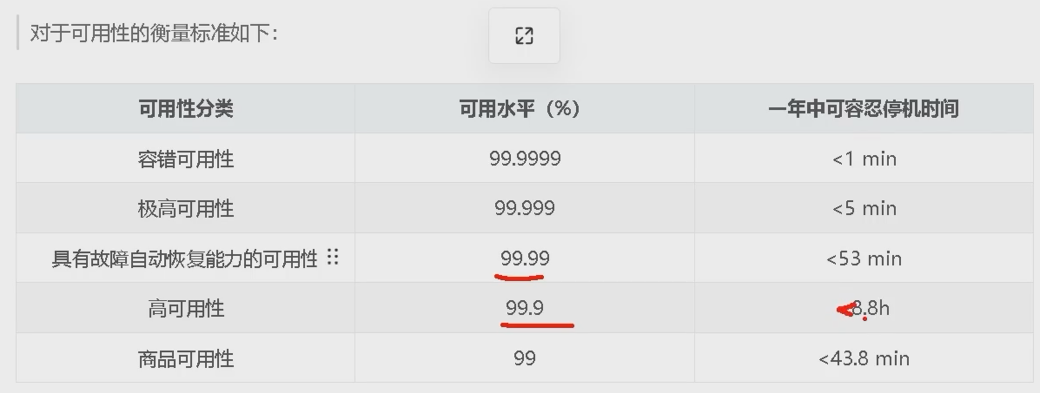 对于可用性的衡量标准如下：
可用性分类 可用水平（%） 一年中可容忍停机时间
容错可用性 99.9999 <1 min
极高可用性 99.999 <5 min
具有故障自动恢复能力的可用性 99.99 <53 min
高可用性 99.9 <8.8h
商品可用性 99 <43.8 min